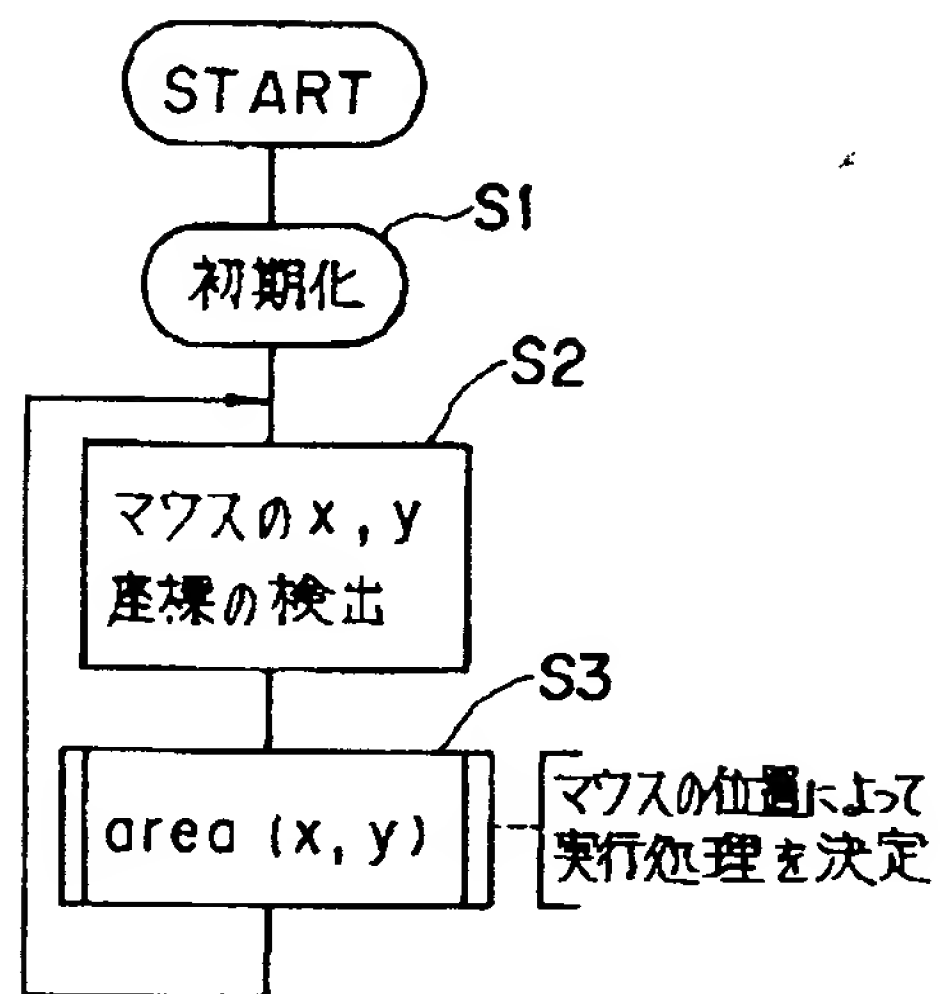 START
S1
初期化
S2
マウスのx,y
座標の検出
S3
area (x, y)
マウスの位置によって
実行処理を決定